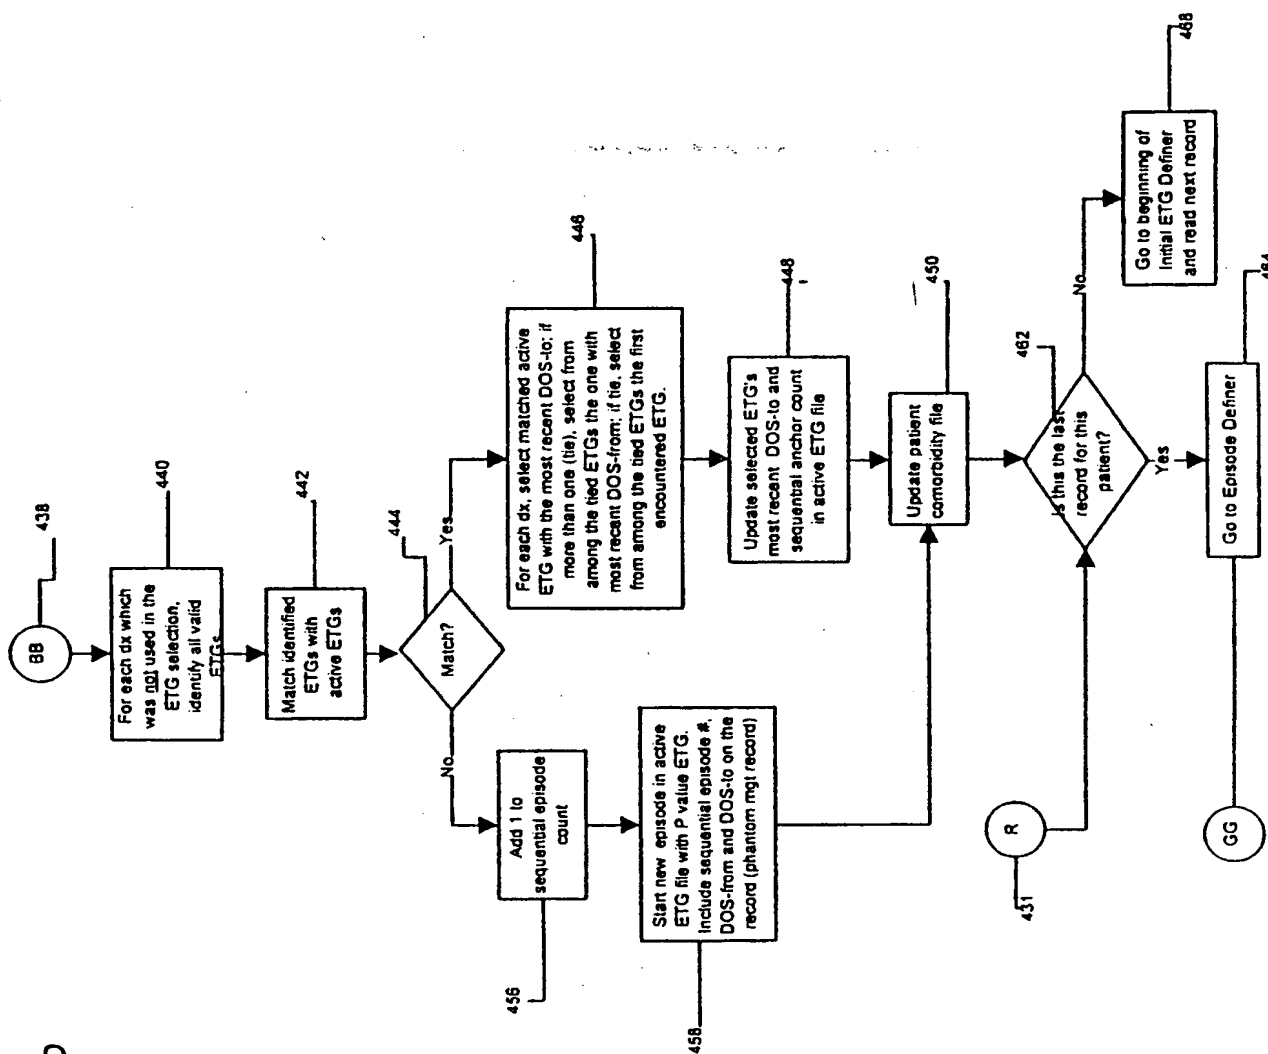 BB
438
For each dx which
was not used in the
ETG selection,
identify all valid
ETGs
440
Match identified
ETGs with
active ETGs
442
Match?
444
No
Yes
For each dx, select matched active
ETG with the most recent DOS-to; if
more than one (tie), select from
among the tied ETGs the one with
most recent DOS-from; if tie, select
from among the tied ETGs the first
encountered ETG.
446
Add 1 to
sequential episode
count
456
Update selected ETG's
most recent DOS-to and
sequential anchor count
in active ETG file
448
Start new episode in active
ETG file with P value ETG.
Include sequential episode #,
DOS-from and DOS-to on the
record (phantom mgt record)
458
Update patient
comorbidity file
450
R
431
Is this the last
record for this
patient?
462
No
Yes
Go to beginning of
Initial ETG Definer
and read next record
468
GG
Go to Episode Definer
464